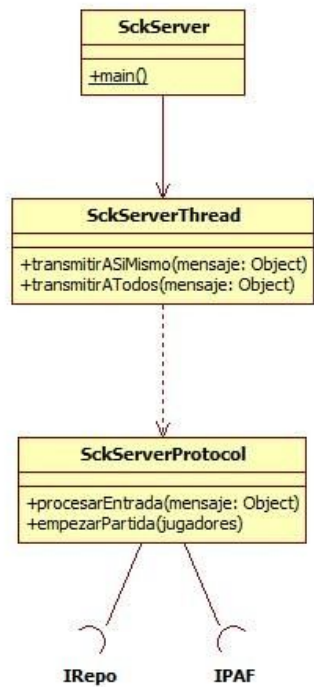 SckServer
+main()
SckServerThread
+transmitirASiMismo(mensaje: Object)
+transmitirATodos(mensaje: Object)
SckServerProtocol
+procesarEntrada(mensaje: Object)
+empezarPartida(jugadores)
IRepo
IPAF